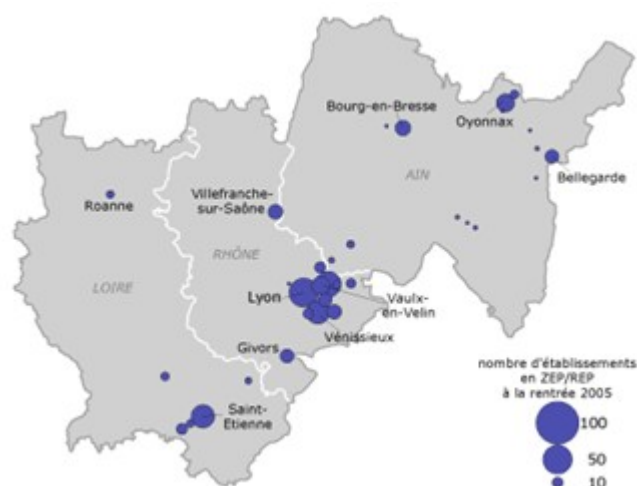 Bourg-en-Bresse
Oyonnax
AIN
Bellegarde
Roanne
Villefranche-
sur-Saône
RHÔNE
LOIRE
Lyon
Vaulx-
en-Velin
Vénissieux
Givors
Saint-
Etienne
nombre d'établissements
en ZEP/REP
à la rentrée 2005
100
50
10